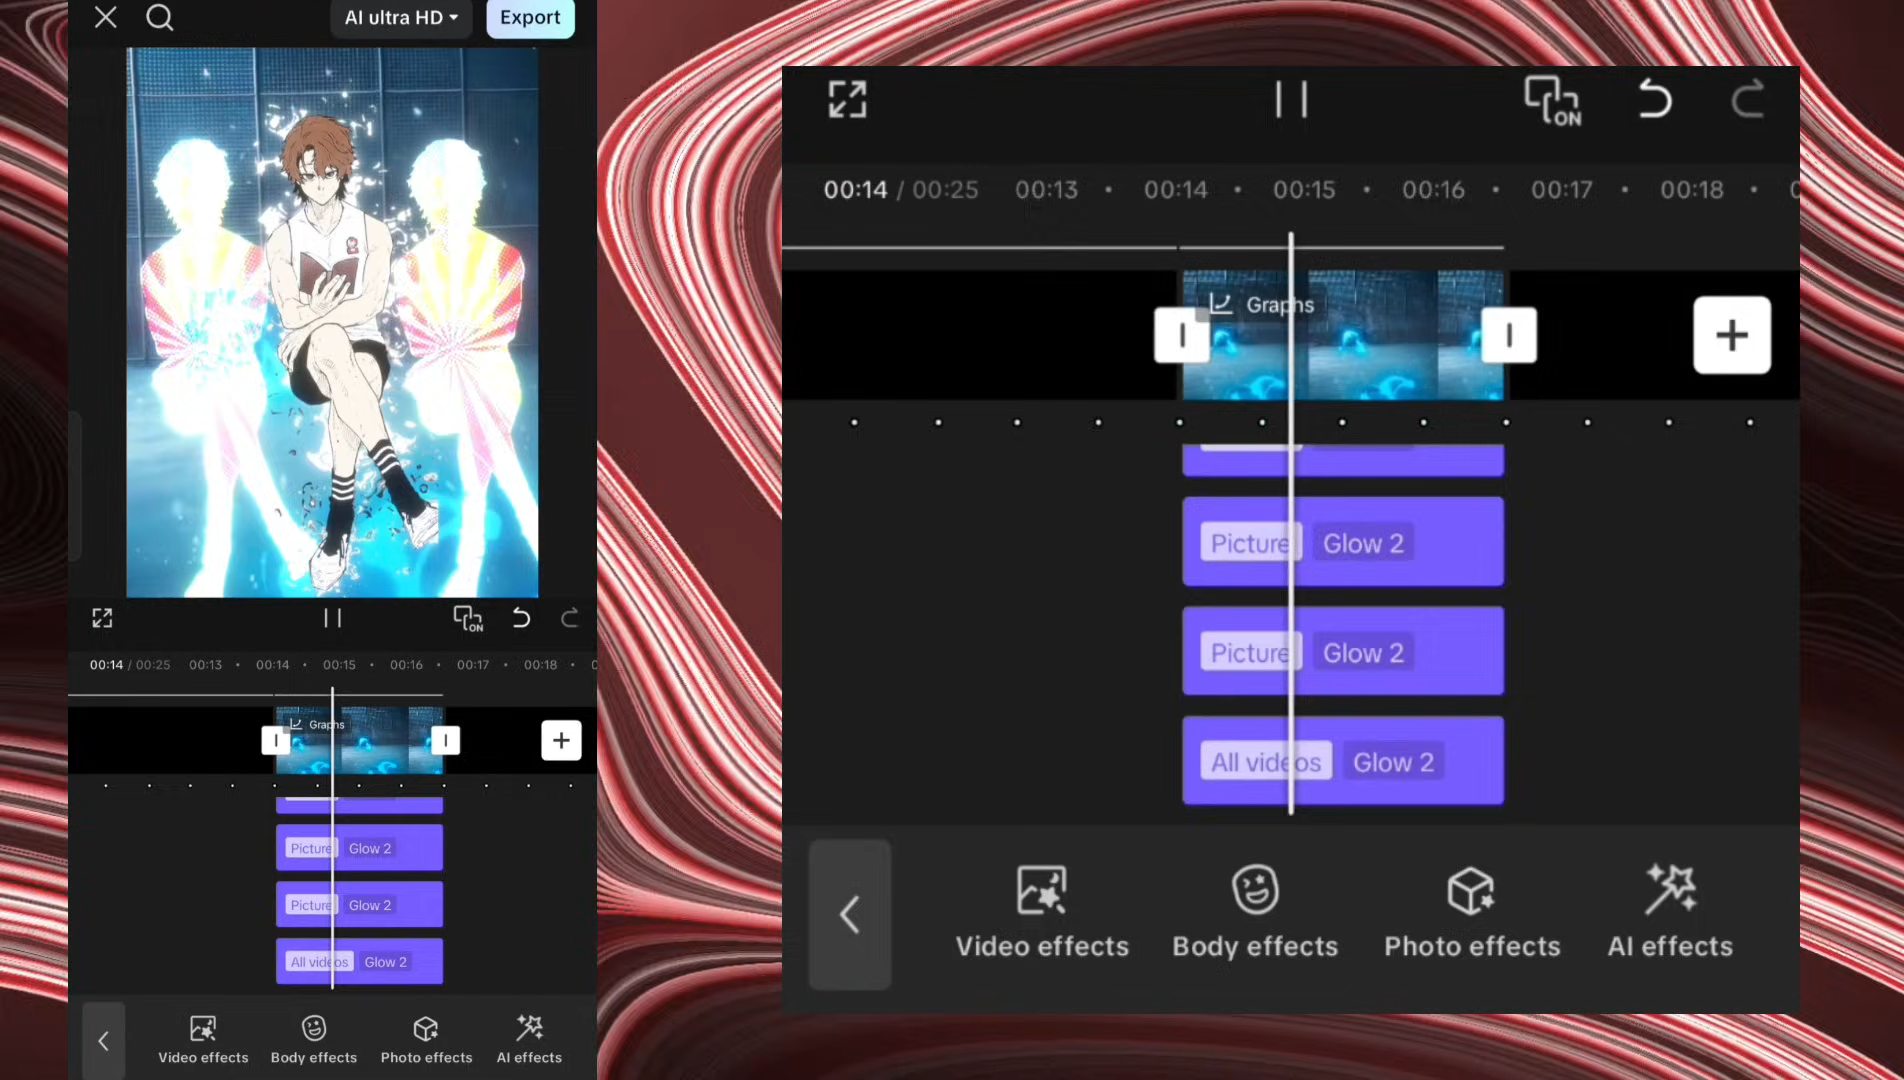 AI ultra HD
Export
ON
00:14 / 00:25 00:13 00:14 00:15 00:16 00:17 00:18
Graphs
Picture Glow 2
Picture Glow 2
All videos Glow 2
Video effects Body effects Photo effects AI effects
ON
00:14 / 00:25 00:13 00:14 00:15 00:16 00:17 00:18
Graphs
Picture Glow 2
Picture Glow 2
All videos Glow 2
Video effects Body effects Photo effects AI effects